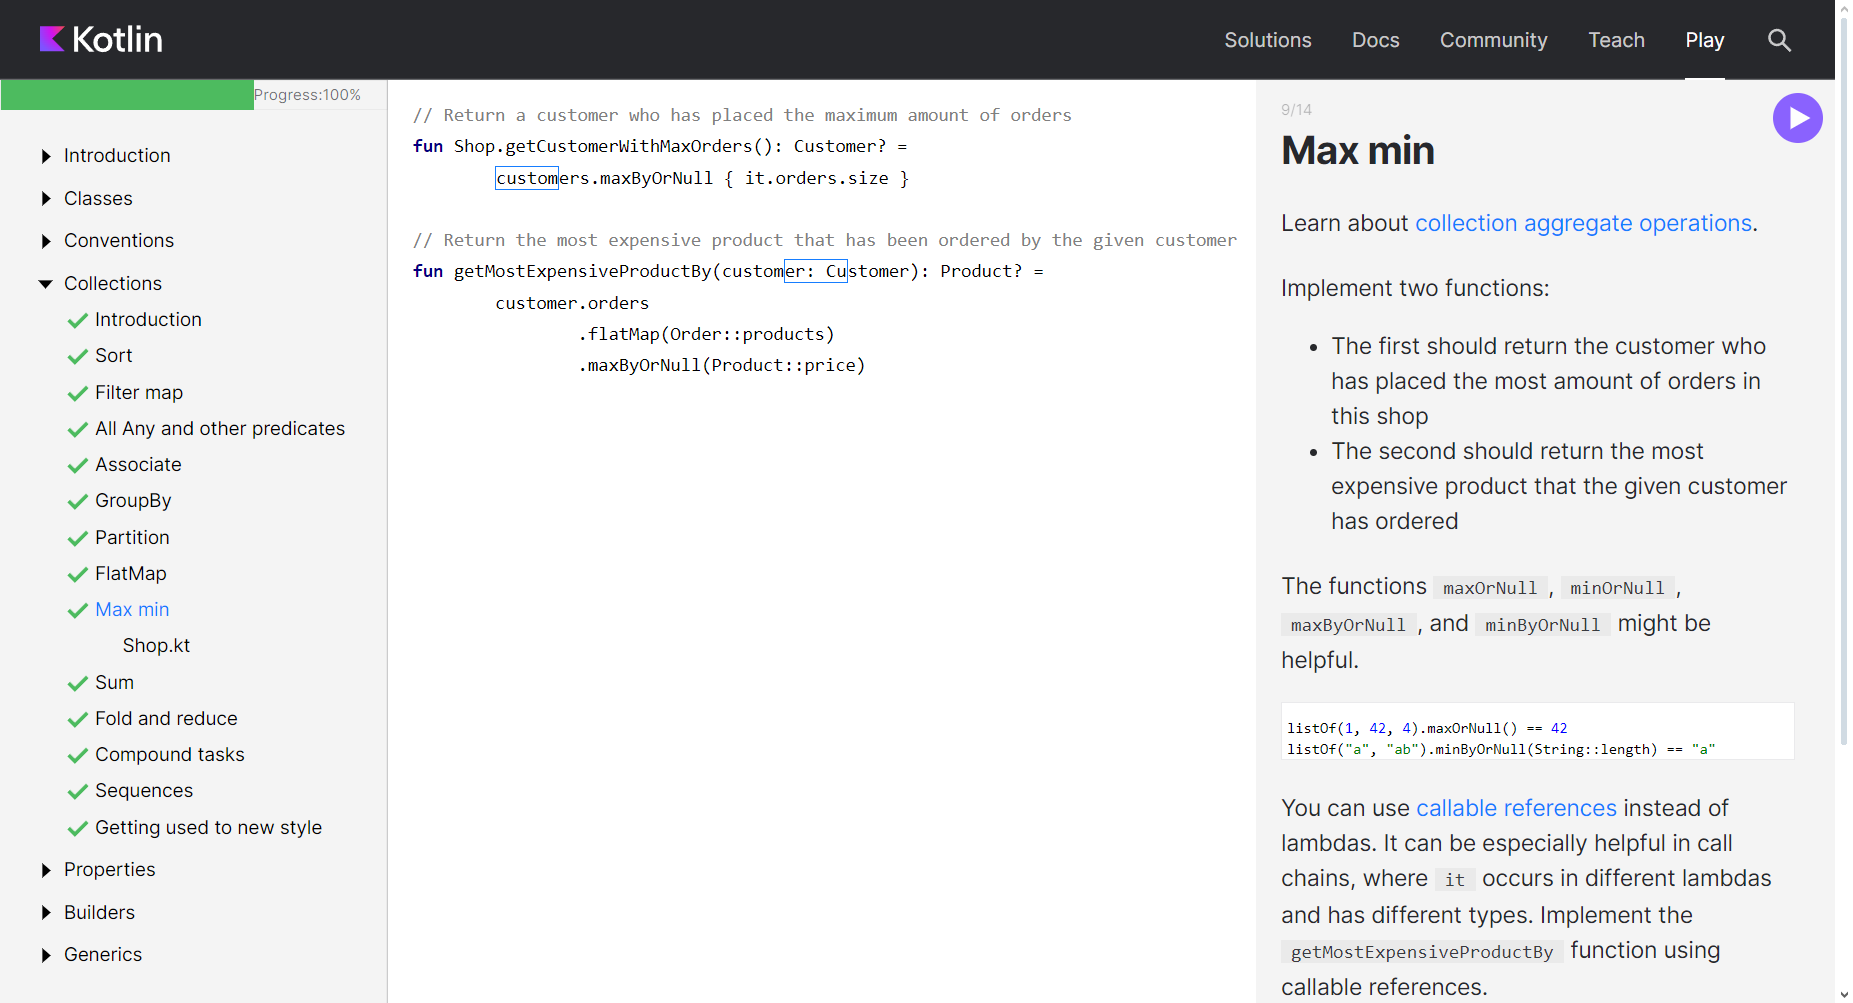 Kotlin
Solutions Docs Community Teach Play
Progress:100%
Introduction
Classes
Conventions
Collections
Introduction
Sort
Filter map
All Any and other predicates
Associate
GroupBy
Partition
FlatMap
Max min
Shop.kt
Sum
Fold and reduce
Compound tasks
Sequences
Getting used to new style
Properties
Builders
Generics
// Return a customer who has placed the maximum amount of orders
fun Shop.getCustomerWithMaxOrders(): Customer? =
customers.maxByOrNull { it.orders.size }
// Return the most expensive product that has been ordered by the given customer
fun getMostExpensiveProductBy(customer: Customer): Product? =
customer.orders
.flatMap(Order::products)
.maxByOrNull(Product::price)
9/14
Max min
Learn about collection aggregate operations.
Implement two functions:
• The first should return the customer who
has placed the most amount of orders in
this shop
• The second should return the most
expensive product that the given customer
has ordered
The functions maxOrNull , minOrNull ,
maxByOrNull , and minByOrNull might be
helpful.
listOf(1, 42, 4).maxOrNull() == 42
listOf("a", "ab").minByOrNull(String::length) == "a"
You can use callable references instead of
lambdas. It can be especially helpful in call
chains, where it occurs in different lambdas
and has different types. Implement the
getMostExpensiveProductBy function using
callable references.